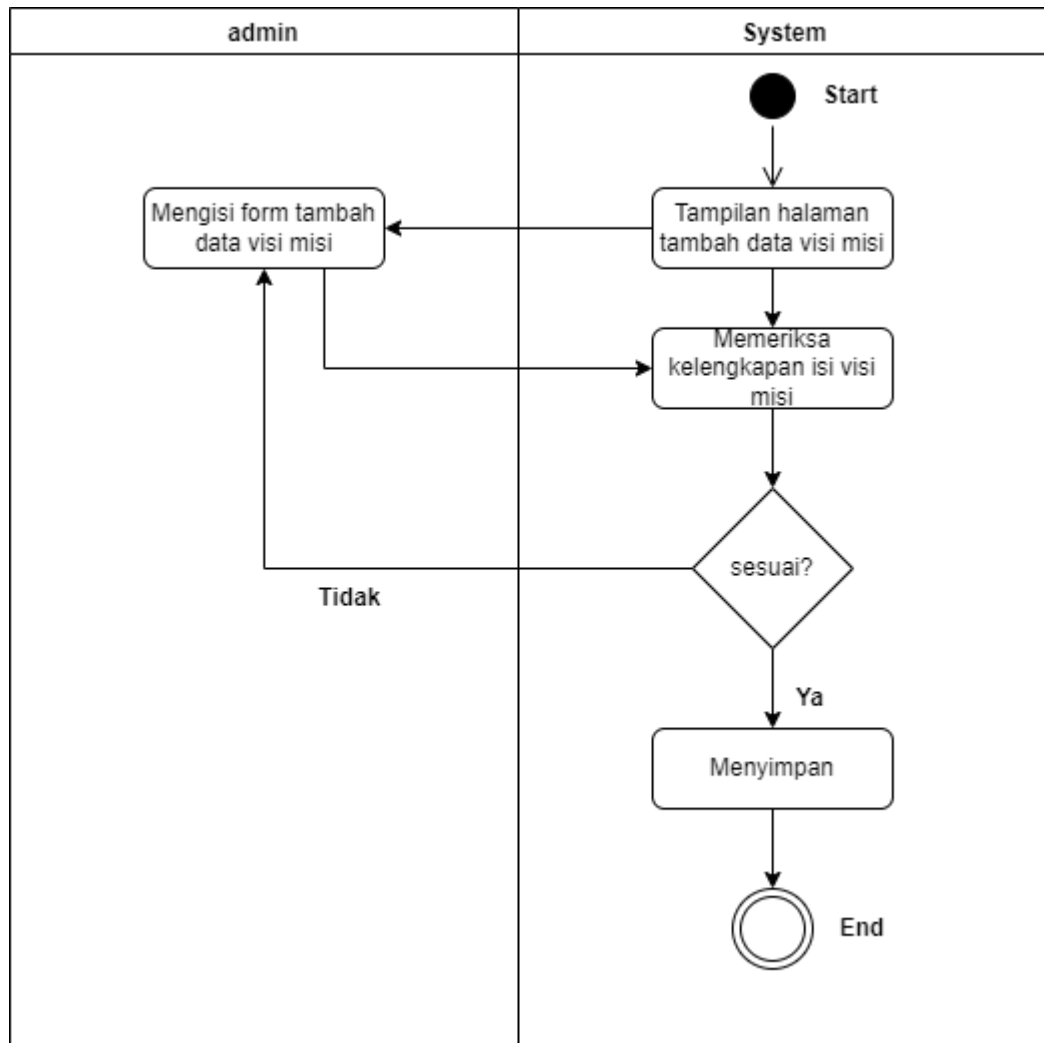 admin
System
Start
Mengisi form tambah
data visi misi
Tampilan halaman
tambah data visi misi
Memeriksa
kelengkapan isi visi
misi
sesuai?
Tidak
Ya
Menyimpan
End